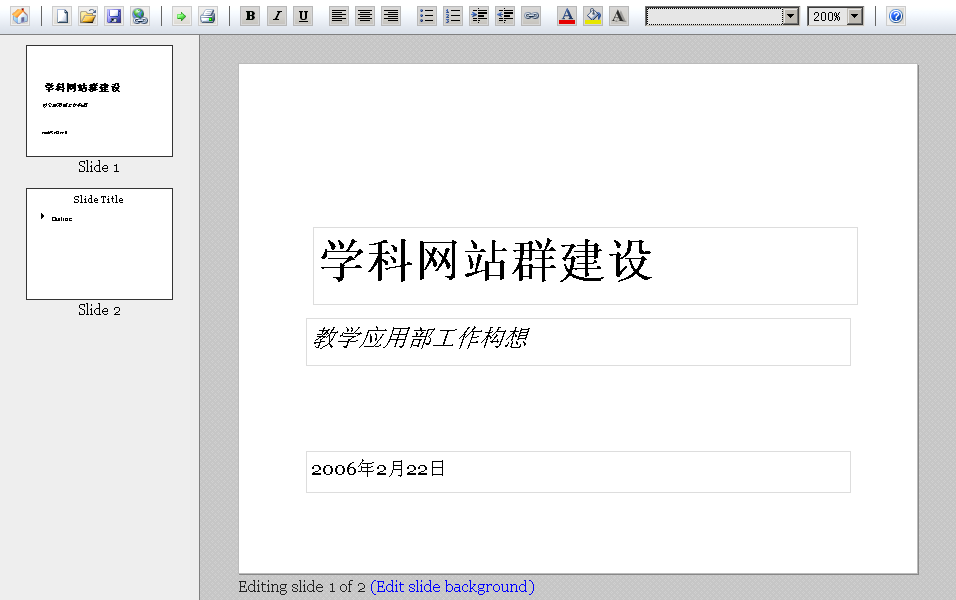 B I U A A 200%
学科网站群建设
Slide 1
Slide Title
Outline
Slide 2
学科网站群建设
教学应用部工作构想
2006年2月22日
Editing slide 1 of 2 (Edit slide background)